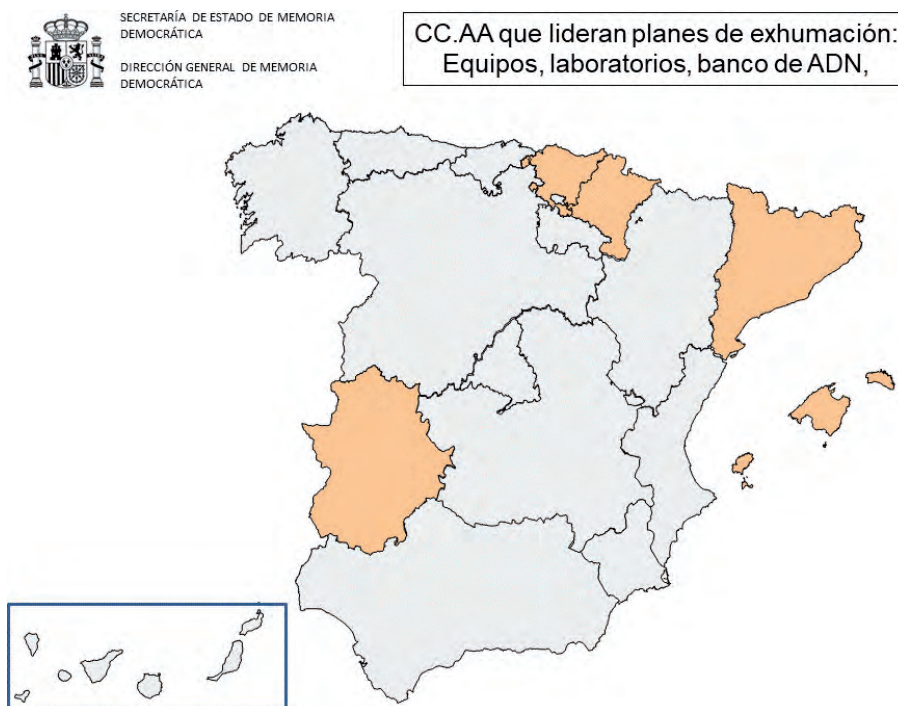 SECRETARÍA DE ESTADO DE MEMORIA
DEMOCRÁTICA
DIRECCIÓN GENERAL DE MEMORIA
DEMOCRÁTICA
CC.AA que lideran planes de exhumación:
Equipos, laboratorios, banco de ADN,